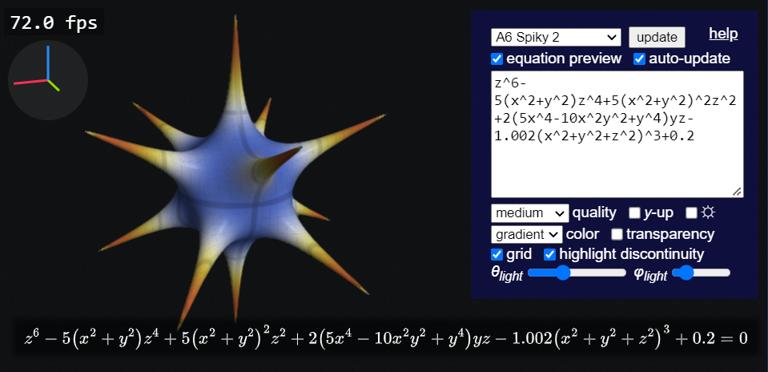 72.0 fps
A6 Spiky 2 update help
equation preview auto-update
z^6-
5(x^2+y^2)z^4+5(x^2+y^2)^2z^2
+2(5x^4-10x^2y^2+y^4)yz-
1.002(x^2+y^2+z^2)^3+0.2
medium quality y-up
gradient color transparency
grid highlight discontinuity
θlight φlight
z⁶ − 5(x² + y²)z⁴ + 5(x² + y²)²z² + 2(5x⁴ − 10x²y² + y⁴)yz − 1.002(x² + y² + z²)³ + 0.2 = 0